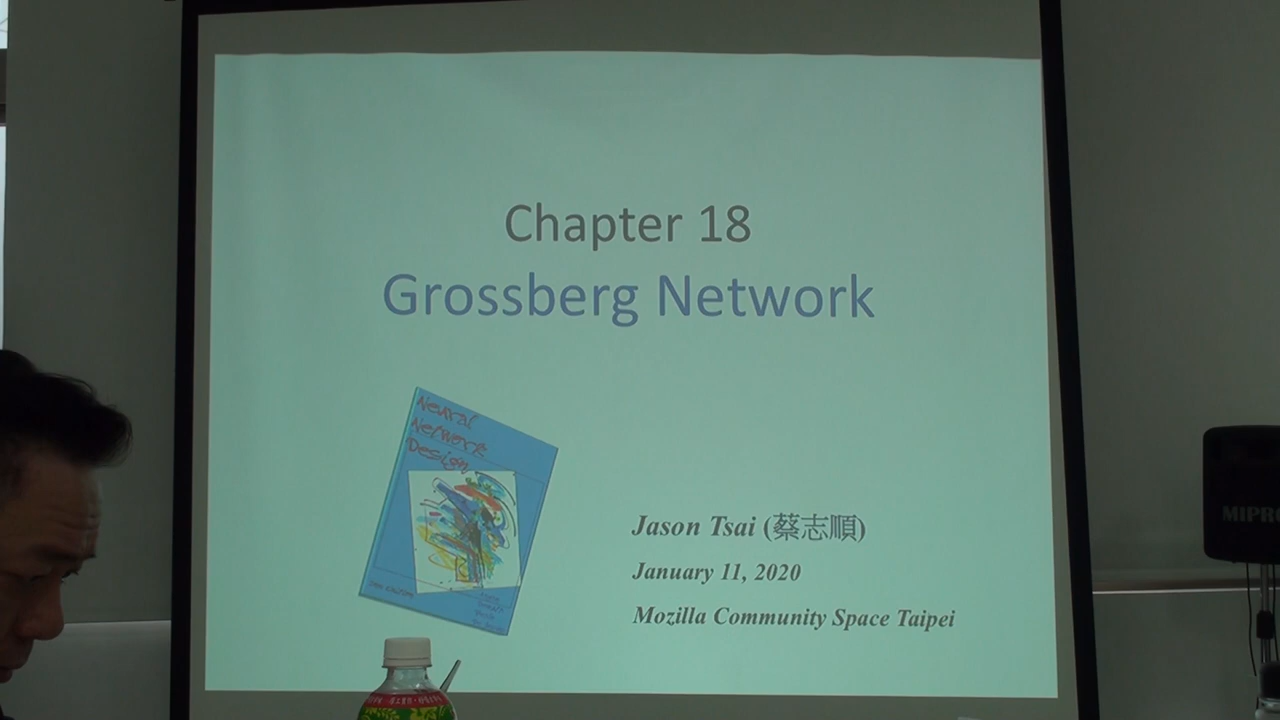 Chapter 18
Grossberg Network
Neural
Network
Design
Jason Tsai (蔡志順)
January 11, 2020
Mozilla Community Space Taipei
MIPRO